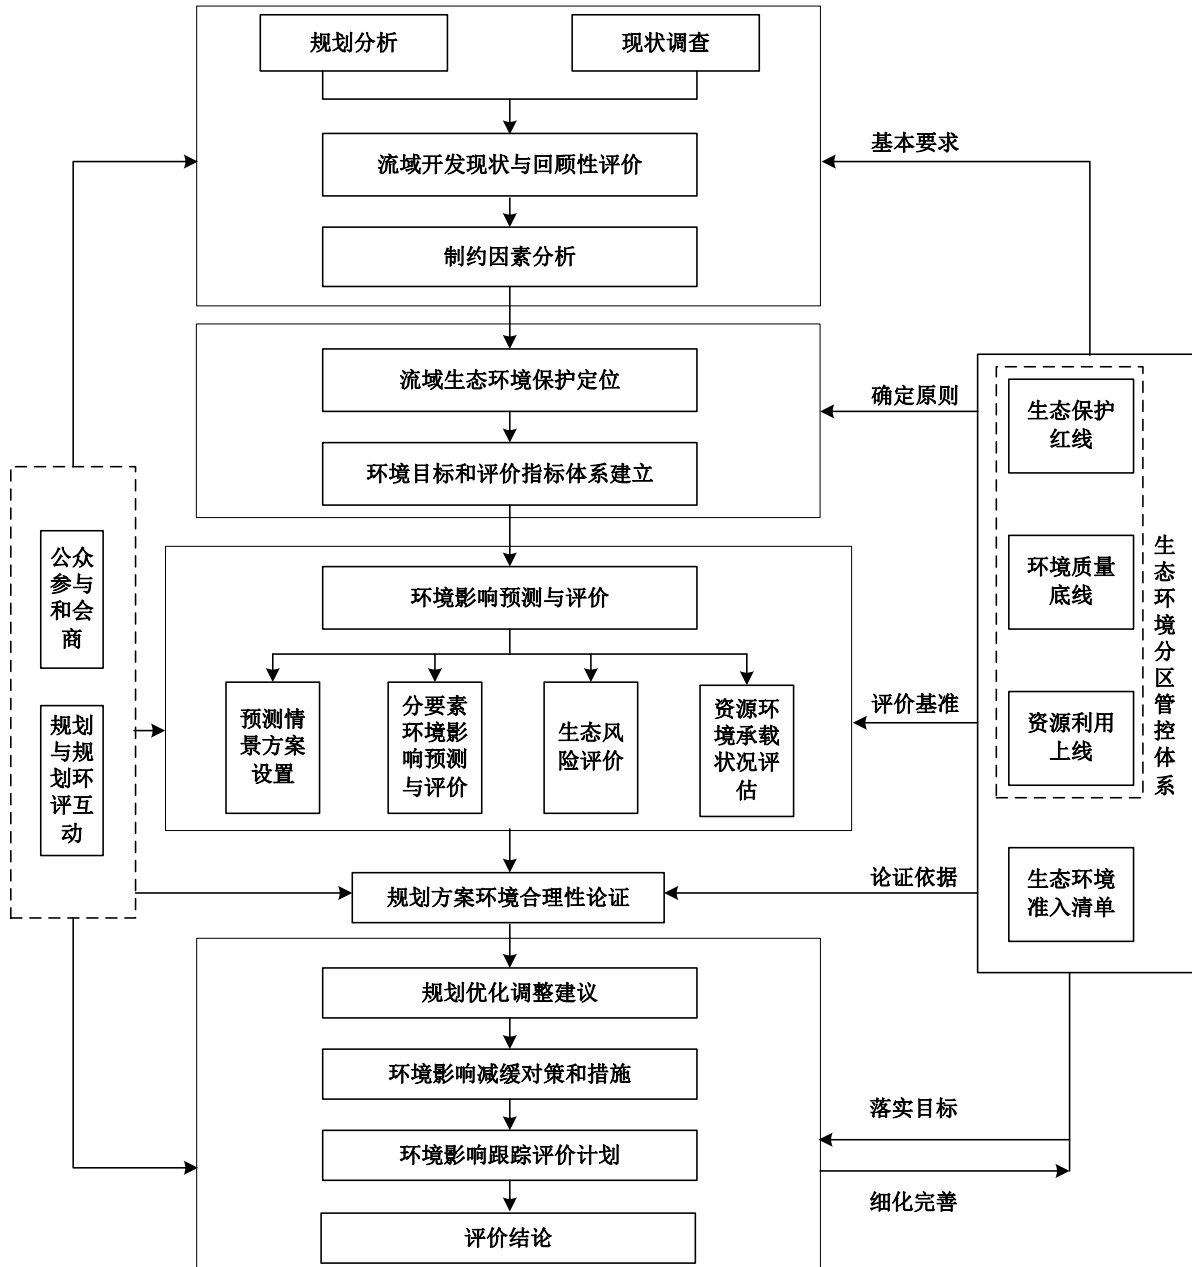 规划分析
现状调查
流域开发现状与回顾性评价
基本要求
制约因素分析
流域生态环境保护定位
确定原则
环境目标和评价指标体系建立
生态保护
红线
环境质量
底线
资源利用
上线
生态环境
准入清单
生
态
环
境
分
区
管
控
体
系
公众
参与
和会
商
规划
与规
划环
评互
动
环境影响预测与评价
预测情
景方案
设置
分要素
环境影
响预测
与评价
生态风
险评价
资源环
境承载
状况评
估
评价基准
规划方案环境合理性论证
论证依据
规划优化调整建议
环境影响减缓对策和措施
落实目标
环境影响跟踪评价计划
细化完善
评价结论